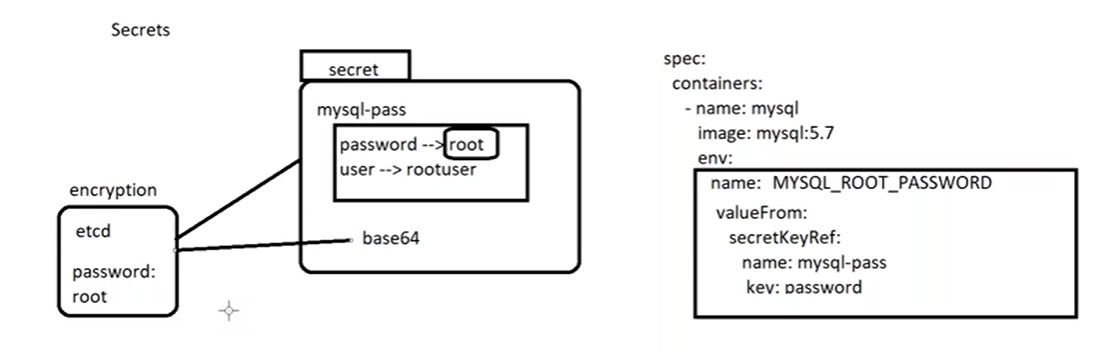 Secrets
secret
mysql-pass
password --> root
user --> rootuser
base64
encryption
etcd
password:
root
spec:
containers:
- name: mysql
image: mysql:5.7
env:
name: MYSQL_ROOT_PASSWORD
valueFrom:
secretKeyRef:
name: mysql-pass
key: password